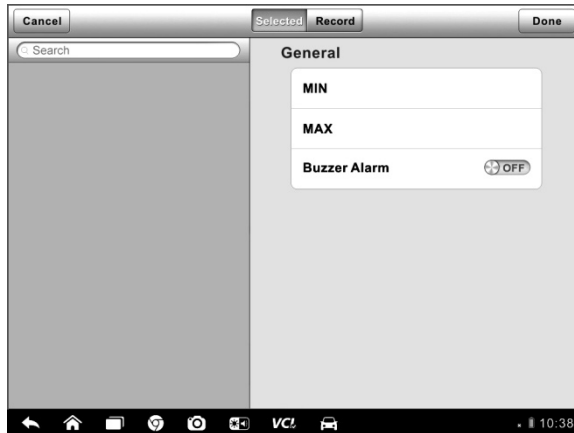 Cancel
Selected Record
Done
Search
General
MIN
MAX
Buzzer Alarm OFF
VCI 10:38